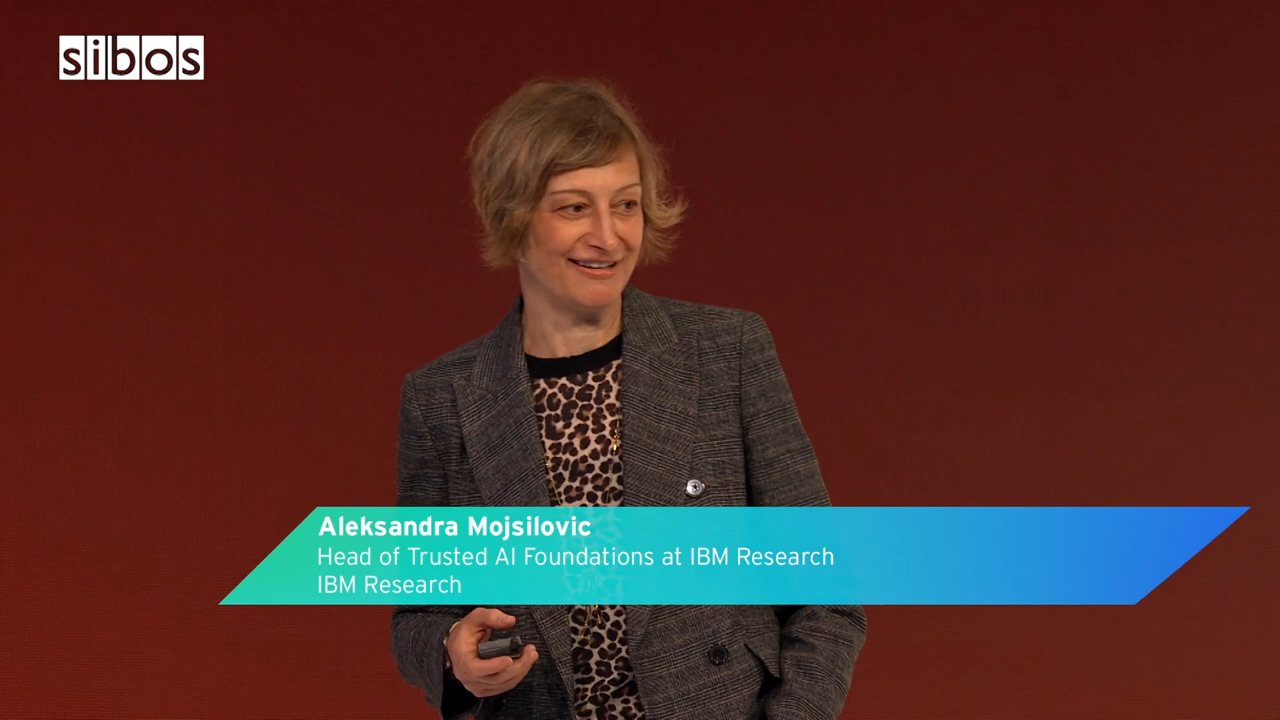 sibos
Aleksandra Mojsilovic
Head of Trusted AI Foundations at IBM Research
IBM Research